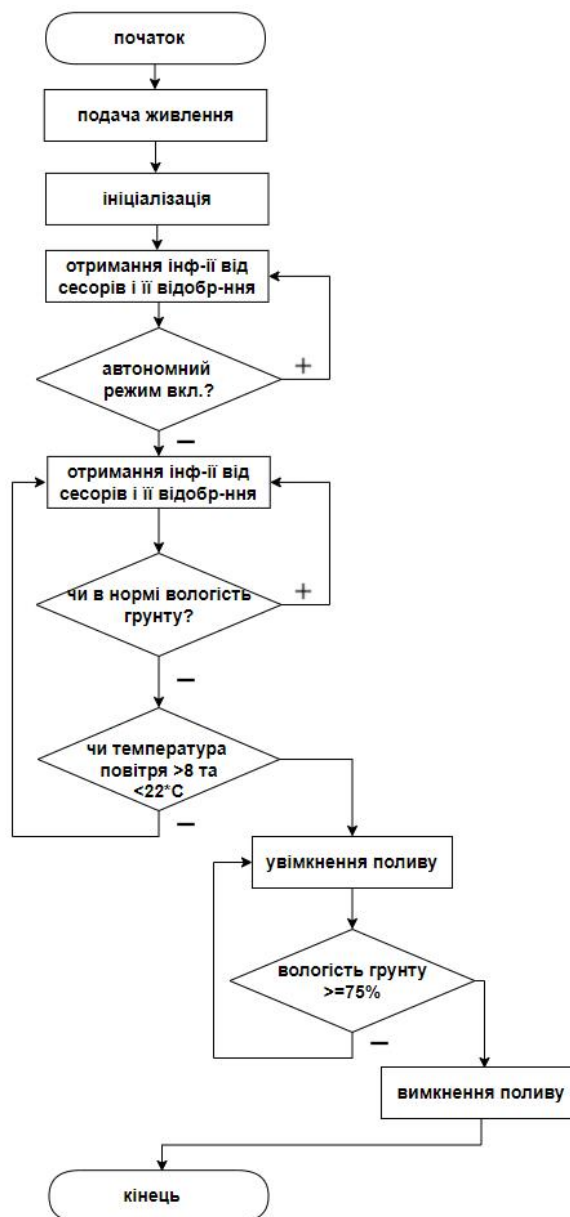 початок
подача живлення
ініціалізація
отримання інф-ії від
сесорів і її відобр-ння
автономний
режим вкл.?
+
−
отримання інф-ії від
сесорів і її відобр-ння
чи в нормі вологість
грунту?
+
−
чи температура
повітря >8 та
<22*C
−
увімкнення поливу
вологість грунту
>=75%
−
вимкнення поливу
кінець